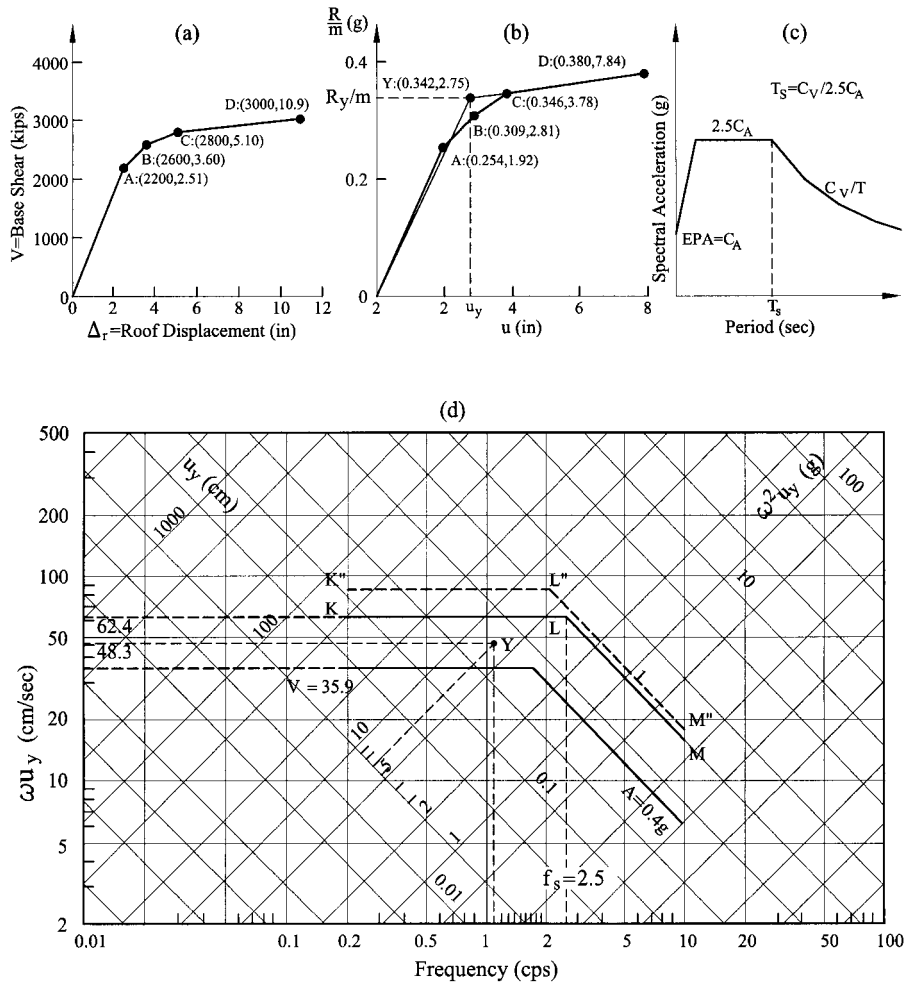 (a)
V=Base Shear (kips)
4000
3000
2000
1000
0
D:(3000,10.9)
C:(2800,5.10)
B:(2600,3.60)
A:(2200,2.51)
0 2 4 6 8 10 12
Δr=Roof Displacement (in)
R/m (g)
(b)
0.4
Ry/m
0.2
0
D:(0.380,7.84)
Y:(0.342,2.75)
C:(0.346,3.78)
B:(0.309,2.81)
A:(0.254,1.92)
2 2 uy 4 6 8
u (in)
(c)
Spectral Acceleration (g)
TS=CV/2.5CA
2.5CA
CV/T
EPA=CA
Ts
Period (sec)
(d)
ωuy (cm/sec)
500
200
100
62.4
50
48.3
20
10
5
2
uy (cm)
1000
100
10
5
2
1
ω²uy (g)
100
10
1
0.1
0.01
K" L"
K L
Y
V = 35.9
M"
M
A=0.4g
fs=2.5
0.01 0.1 0.2 0.5 1 2 5 10 20 50 100
Frequency (cps)